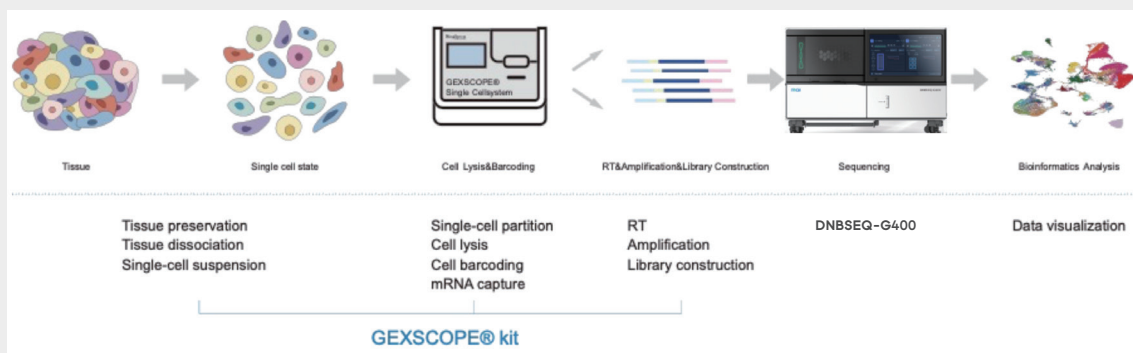 GEXSCOPE®
Single Cellsystem
Tissue
Single cell state
Cell Lysis&Barcoding
RT&Amplification&Library Construction
Sequencing
Bioinformatics Analysis
Tissue preservation
Tissue dissociation
Single-cell suspension
Single-cell partition
Cell lysis
Cell barcoding
mRNA capture
RT
Amplification
Library construction
DNBSEQ-G400
Data visualization
GEXSCOPE® kit